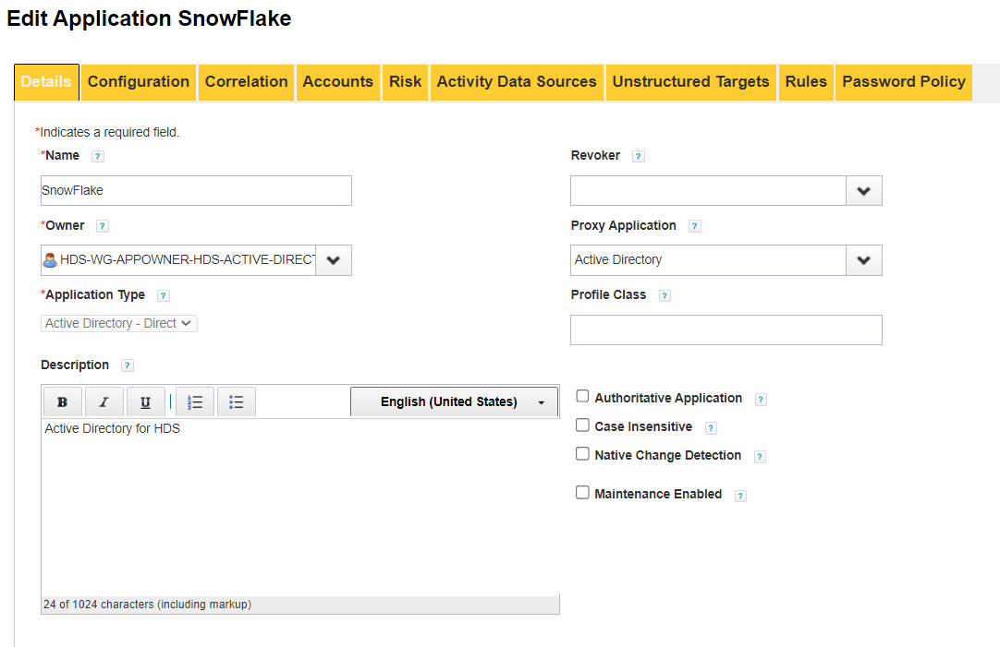 Edit Application SnowFlake
Details Configuration Correlation Accounts Risk Activity Data Sources Unstructured Targets Rules Password Policy
*Indicates a required field.
*Name ?
SnowFlake
*Owner ?
HDS-WG-APPOWNER-HDS-ACTIVE-DIRECT
*Application Type ?
Active Directory - Direct
Description ?
B I U English (United States)
Active Directory for HDS
24 of 1024 characters (including markup)
Revoker ?
Proxy Application ?
Active Directory
Profile Class ?
Authoritative Application ?
Case Insensitive ?
Native Change Detection ?
Maintenance Enabled ?